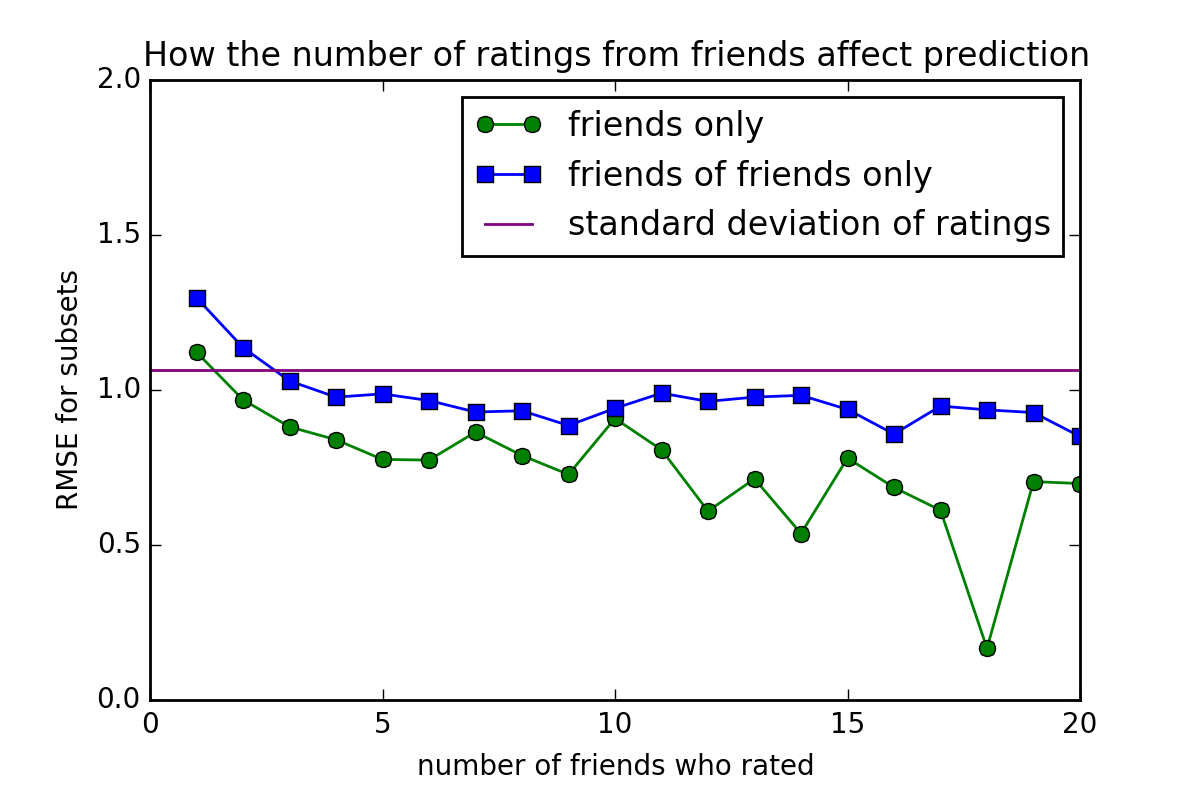 How the number of ratings from friends affect prediction
friends only
friends of friends only
standard deviation of ratings
RMSE for subsets
2.0
1.5
1.0
0.5
0.0
0
5
10
15
20
number of friends who rated